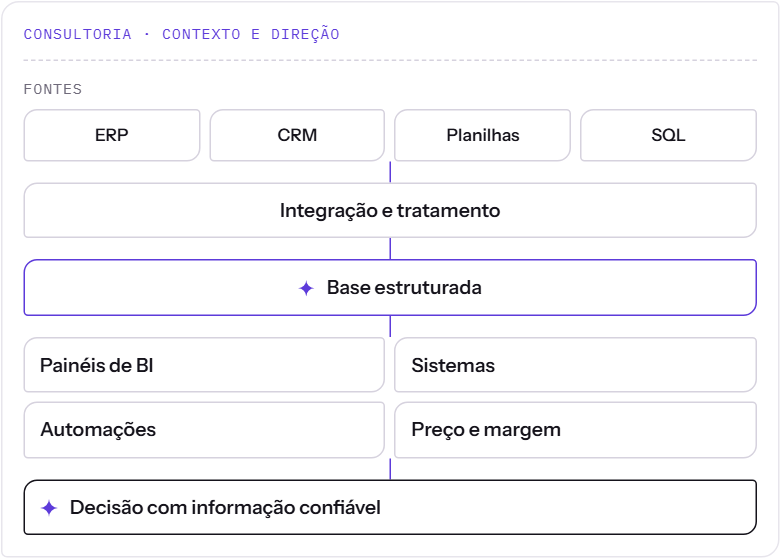 CONSULTORIA · CONTEXTO E DIREÇÃO
FONTES
ERP
CRM
Planilhas
SQL
Integração e tratamento
Base estruturada
Painéis de BI
Sistemas
Automações
Preço e margem
Decisão com informação confiável